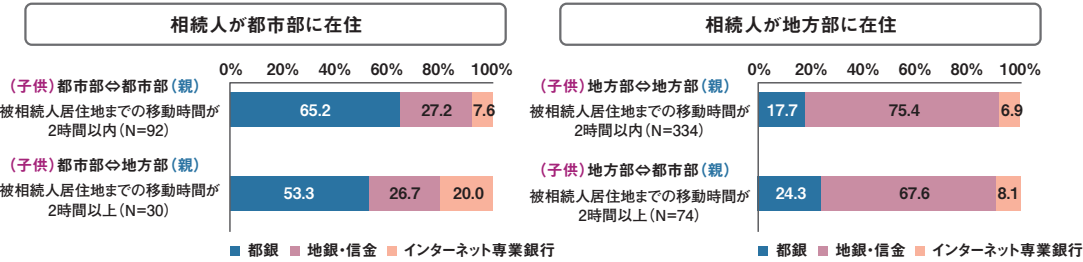 相続人が都市部に在住
0% 20% 40% 60% 80% 100%
(子供)都市部⇔都市部(親)
被相続人居住地までの移動時間が
2時間以内(N=92)
65.2 27.2 7.6
(子供)都市部⇔地方部(親)
被相続人居住地までの移動時間が
2時間以上(N=30)
53.3 26.7 20.0
都銀 地銀・信金 インターネット専業銀行
相続人が地方部に在住
0% 20% 40% 60% 80% 100%
(子供)地方部⇔地方部(親)
被相続人居住地までの移動時間が
2時間以内(N=334)
17.7 75.4 6.9
(子供)地方部⇔都市部(親)
被相続人居住地までの移動時間が
2時間以上(N=74)
24.3 67.6 8.1
都銀 地銀・信金 インターネット専業銀行